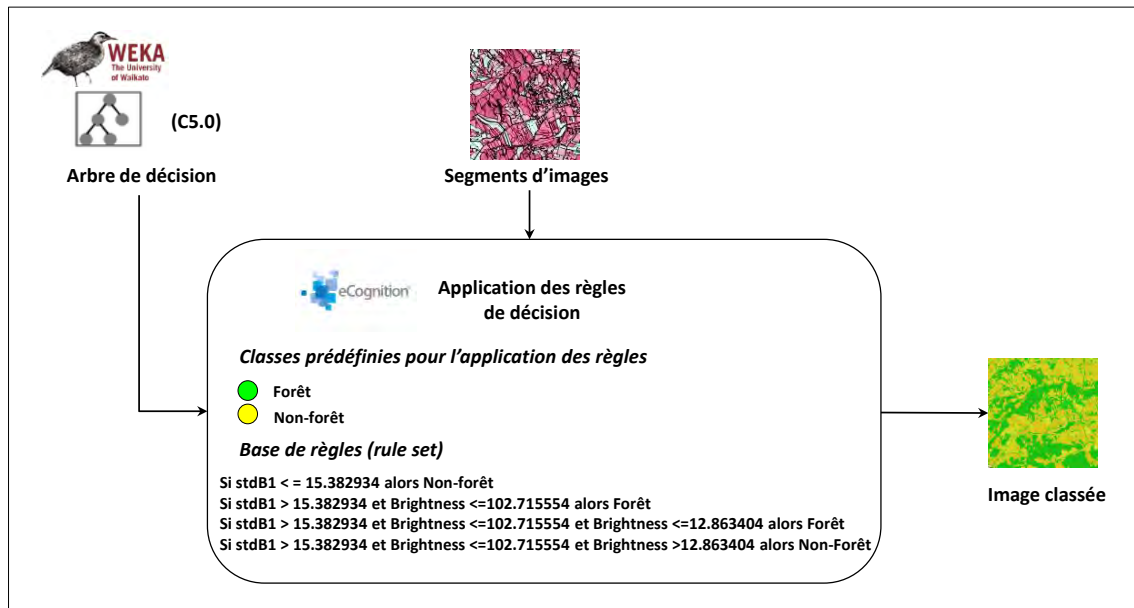 WEKA
The University
of Waikato
(C5.0)
Arbre de décision
Segments d'images
eCognition
Application des règles
de décision
Classes prédéfinies pour l'application des règles
Forêt
Non-forêt
Base de règles (rule set)
Si stdB1 < = 15.382934 alors Non-forêt
Si stdB1 > 15.382934 et Brightness <=102.715554 alors Forêt
Si stdB1 > 15.382934 et Brightness <=102.715554 et Brightness <=12.863404 alors Forêt
Si stdB1 > 15.382934 et Brightness <=102.715554 et Brightness >12.863404 alors Non-Forêt
Image classée